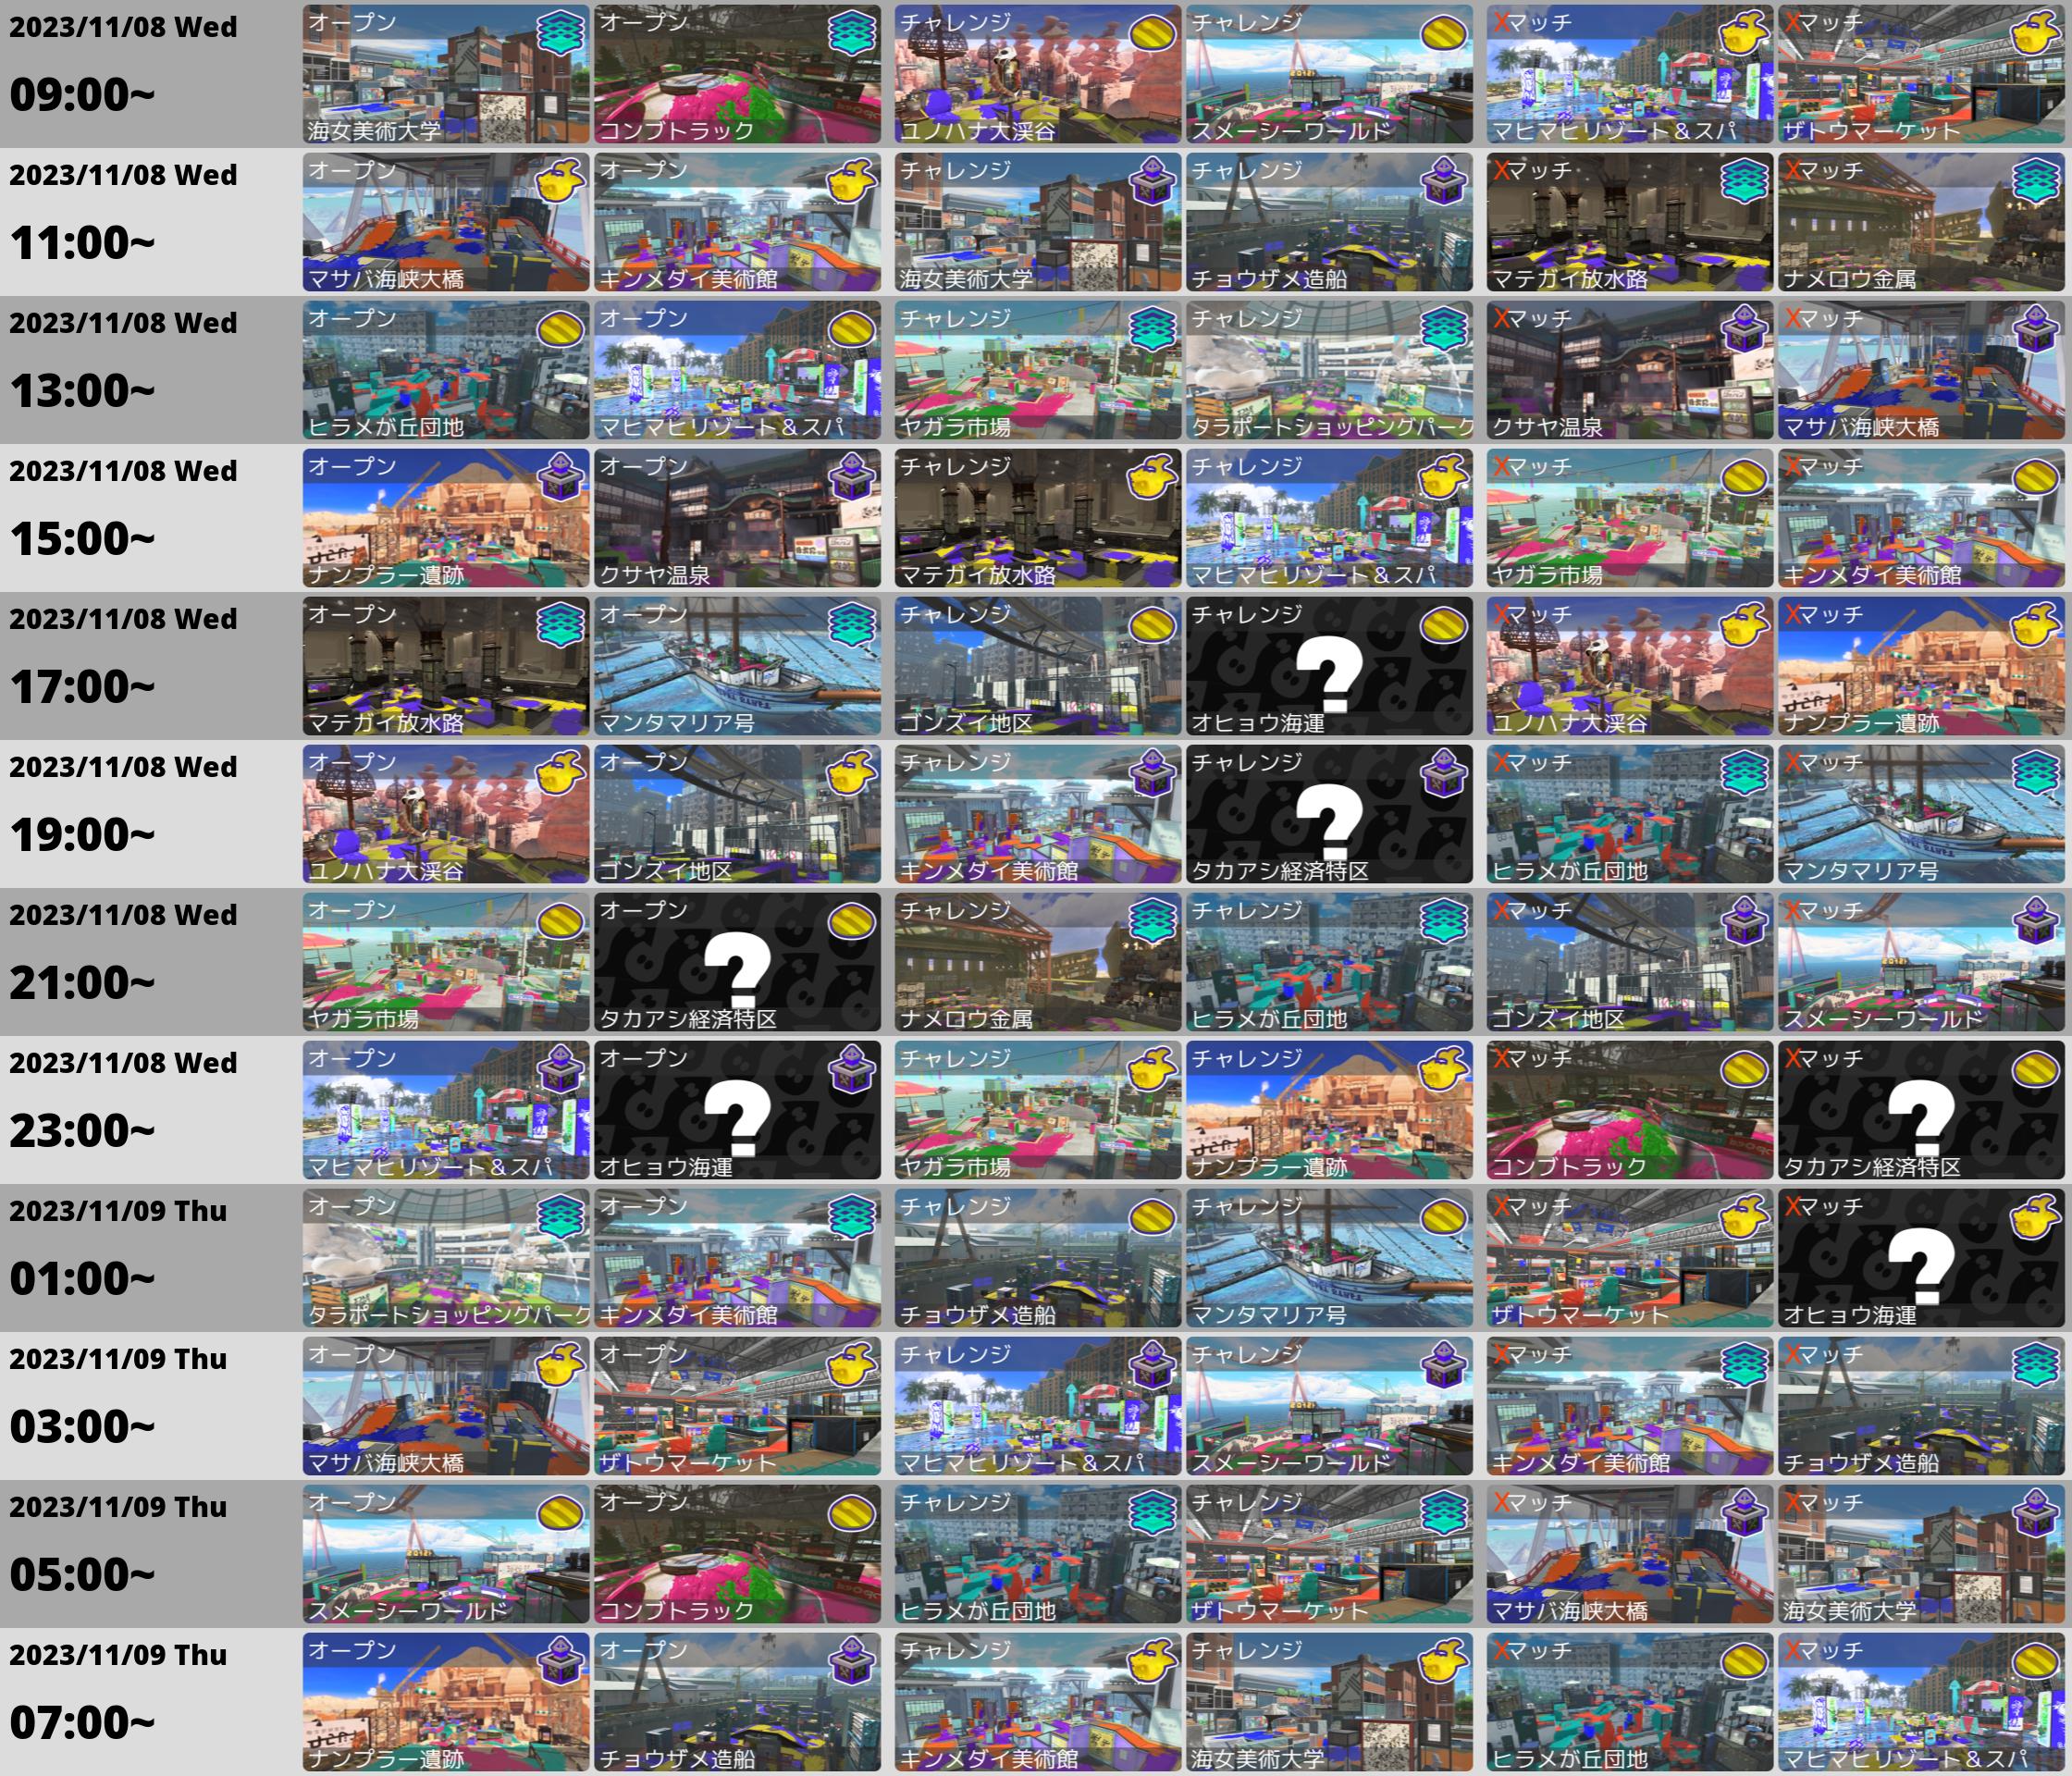 2023/11/08 Wed
09:00~
オープン
海女美術大学
オープン
コンブトラック
チャレンジ
ユノハナ大渓谷
チャレンジ
スメーシーワールド
Xマッチ
マヒマヒリゾート&スパ
Xマッチ
ザトウマーケット
2023/11/08 Wed
11:00~
オープン
マサバ海峡大橋
オープン
キンメダイ美術館
チャレンジ
海女美術大学
チャレンジ
チョウザメ造船
Xマッチ
マテガイ放水路
Xマッチ
ナメロウ金属
2023/11/08 Wed
13:00~
オープン
ヒラメが丘団地
オープン
マヒマヒリゾート&スパ
チャレンジ
ヤガラ市場
チャレンジ
タラポートショッピングパーク
Xマッチ
クサヤ温泉
Xマッチ
マサバ海峡大橋
2023/11/08 Wed
15:00~
オープン
ナンプラー遺跡
オープン
クサヤ温泉
チャレンジ
マテガイ放水路
チャレンジ
マヒマヒリゾート&スパ
Xマッチ
ヤガラ市場
Xマッチ
キンメダイ美術館
2023/11/08 Wed
17:00~
オープン
マテガイ放水路
オープン
マンタマリア号
チャレンジ
ゴンズイ地区
チャレンジ
?
オヒョウ海運
Xマッチ
ユノハナ大渓谷
Xマッチ
ナンプラー遺跡
2023/11/08 Wed
19:00~
オープン
ユノハナ大渓谷
オープン
ゴンズイ地区
チャレンジ
キンメダイ美術館
チャレンジ
?
タカアシ経済特区
Xマッチ
ヒラメが丘団地
Xマッチ
マンタマリア号
2023/11/08 Wed
21:00~
オープン
ヤガラ市場
オープン
?
タカアシ経済特区
チャレンジ
ナメロウ金属
チャレンジ
ヒラメが丘団地
Xマッチ
ゴンズイ地区
Xマッチ
スメーシーワールド
2023/11/08 Wed
23:00~
オープン
マヒマヒリゾート&スパ
オープン
?
オヒョウ海運
チャレンジ
ヤガラ市場
チャレンジ
ナンプラー遺跡
Xマッチ
コンブトラック
Xマッチ
?
タカアシ経済特区
2023/11/09 Thu
01:00~
オープン
タラポートショッピングパーク
オープン
キンメダイ美術館
チャレンジ
チョウザメ造船
チャレンジ
マンタマリア号
Xマッチ
ザトウマーケット
Xマッチ
?
オヒョウ海運
2023/11/09 Thu
03:00~
オープン
マサバ海峡大橋
オープン
ザトウマーケット
チャレンジ
マヒマヒリゾート&スパ
チャレンジ
スメーシーワールド
Xマッチ
キンメダイ美術館
Xマッチ
チョウザメ造船
2023/11/09 Thu
05:00~
オープン
スメーシーワールド
オープン
コンブトラック
チャレンジ
ヒラメが丘団地
チャレンジ
ザトウマーケット
Xマッチ
マサバ海峡大橋
Xマッチ
海女美術大学
2023/11/09 Thu
07:00~
オープン
ナンプラー遺跡
オープン
チョウザメ造船
チャレンジ
キンメダイ美術館
チャレンジ
海女美術大学
Xマッチ
ヒラメが丘団地
Xマッチ
マヒマヒリゾート&スパ